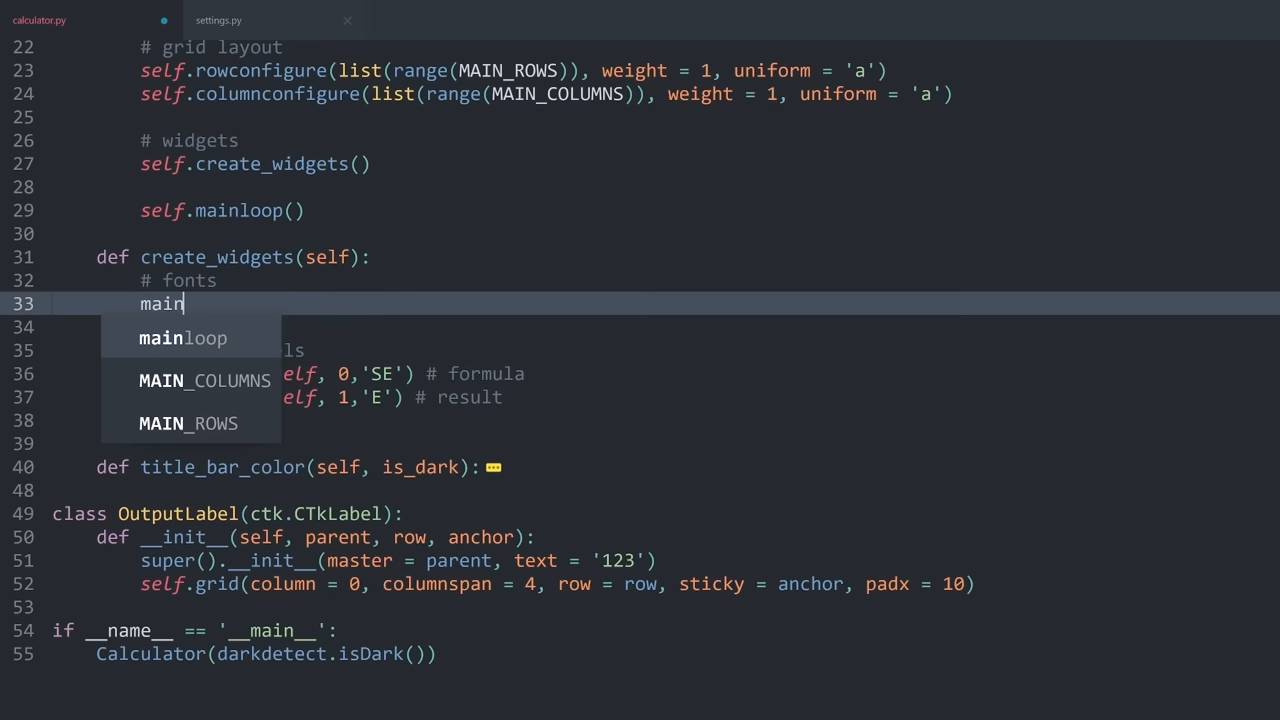 calculator.py settings.py
22 # grid layout
23 self.rowconfigure(list(range(MAIN_ROWS)), weight = 1, uniform = 'a')
24 self.columnconfigure(list(range(MAIN_COLUMNS)), weight = 1, uniform = 'a')
25
26 # widgets
27 self.create_widgets()
28
29 self.mainloop()
30
31 def create_widgets(self):
32 # fonts
33 main
34 mainloop
35 ls
36 elf, 0,'SE') # formula
MAIN_COLUMNS
37 elf, 1,'E') # result
38 MAIN_ROWS
39
40 def title_bar_color(self, is_dark):
48
49 class OutputLabel(ctk.CTkLabel):
50 def __init__(self, parent, row, anchor):
51 super().__init__(master = parent, text = '123')
52 self.grid(column = 0, columnspan = 4, row = row, sticky = anchor, padx = 10)
53
54 if __name__ == '__main__':
55 Calculator(darkdetect.isDark())